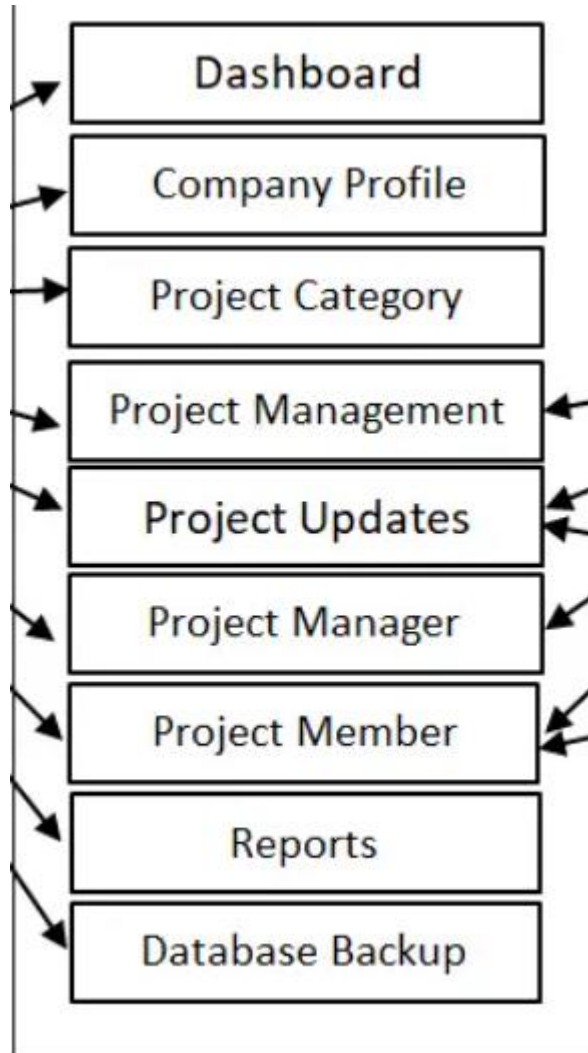 Dashboard
Company Profile
Project Category
Project Management
Project Updates
Project Manager
Project Member
Reports
Database Backup